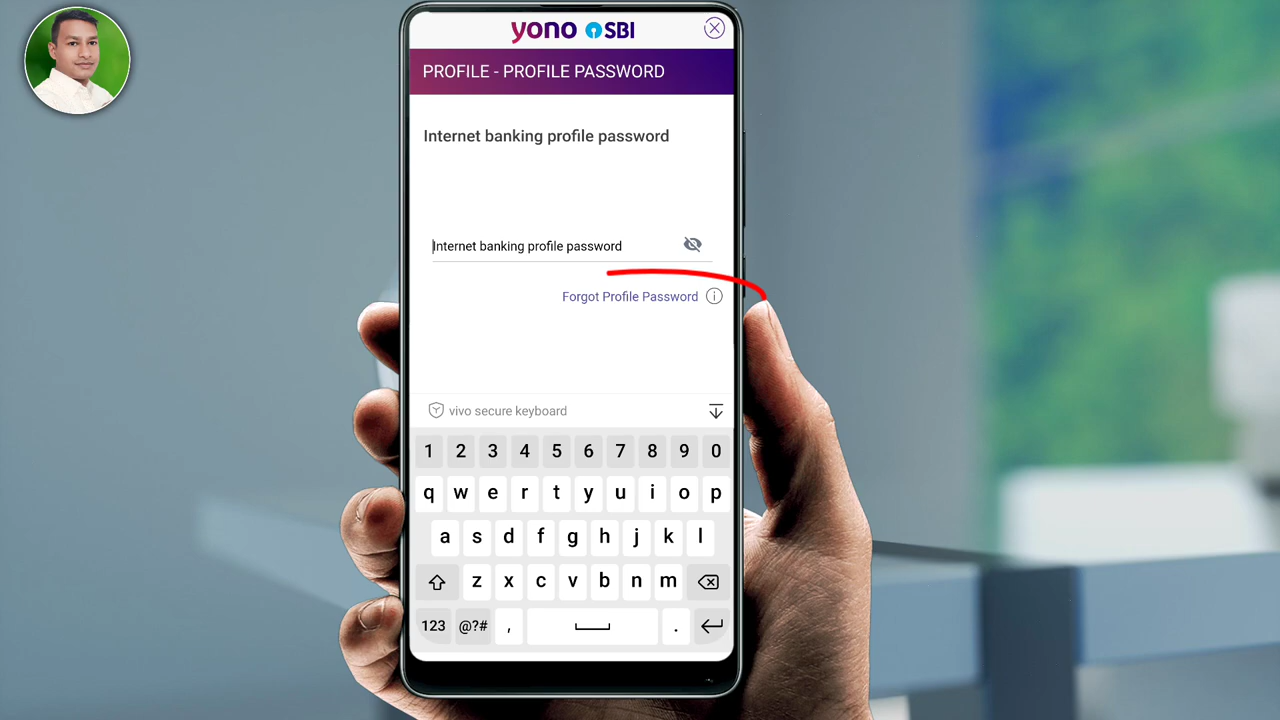 yono SBI
PROFILE - PROFILE PASSWORD
Internet banking profile password
Internet banking profile password
Forgot Profile Password
vivo secure keyboard
1 2 3 4 5 6 7 8 9 0
q w e r t y u i o p
a s d f g h j k l
z x c v b n m
123 @?# , .